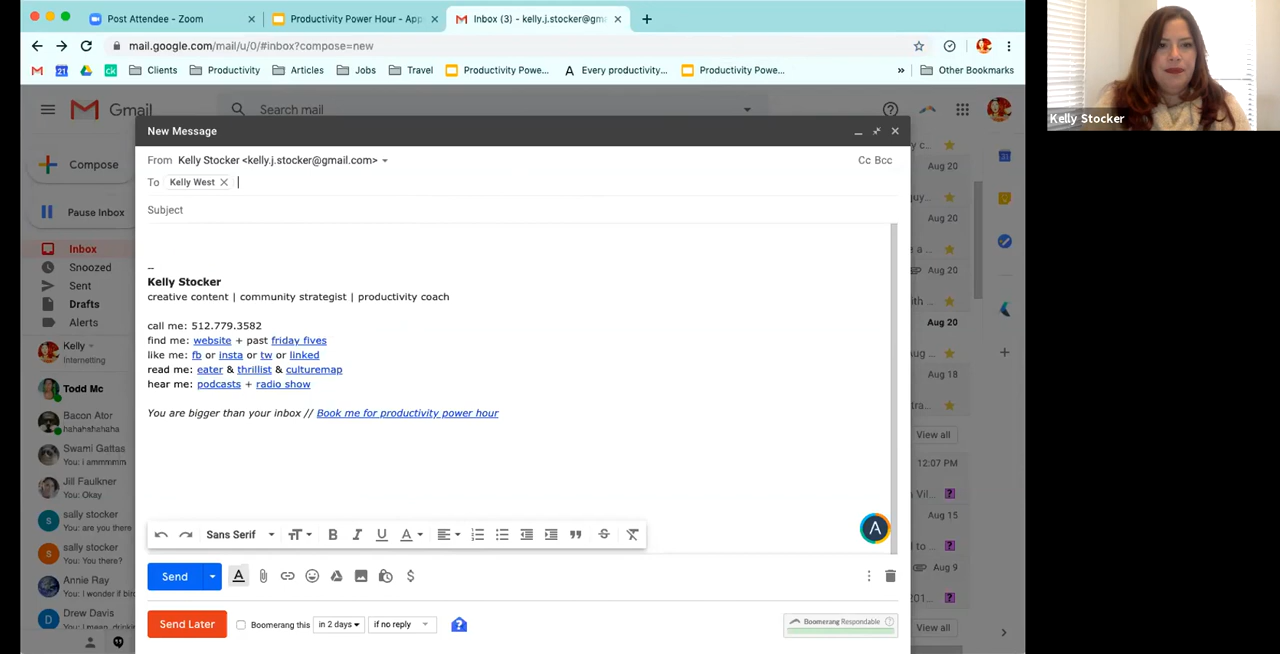 Post Attendee - Zoom
Productivity Power Hour - App
Inbox (3) - kelly.j.stocker@gm
mail.google.com/mail/u/0/#inbox?compose=new
Clients
Productivity
Articles
Jobs
Travel
Productivity Powe...
Every productivity...
Productivity Powe...
Other Bookmarks
Gmail
Search mail
Compose
Pause Inbox
Inbox
Snoozed
Sent
Drafts
Alerts
Kelly
Internetting
Todd Mc
Bacon Ator
hahahahaha
Swami Gattas
You: i ammmmm
Jill Faulkner
You: Okay
sally stocker
You: are you there
sally stocker
You: You there?
Annie Ray
You: I wonder if bird
Drew Davis
New Message
From Kelly Stocker <kelly.j.stocker@gmail.com>
Cc Bcc
To Kelly West
Subject
--
Kelly Stocker
creative content | community strategist | productivity coach
call me: 512.779.3582
find me: website + past friday fives
like me: fb or insta or tw or linked
read me: eater & thrillist & culturemap
hear me: podcasts + radio show
You are bigger than your inbox // Book me for productivity power hour
Sans Serif
Send
Send Later
Boomerang this
in 2 days
if no reply
Boomerang Respondable
Aug 20
Aug 20
Aug 20
Aug 20
Aug 18
View all
12:07 PM
Aug 15
Aug 9
View all
Kelly Stocker